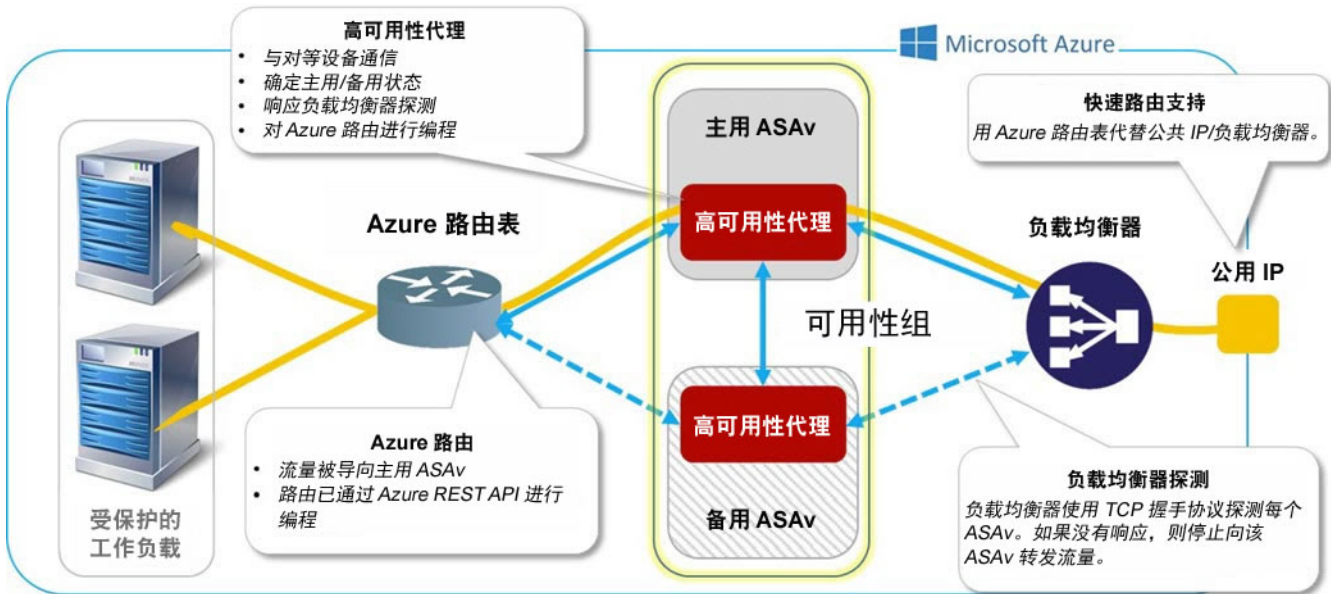 Microsoft Azure
高可用性代理
• 与对等设备通信
• 确定主用/备用状态
• 响应负载均衡器探测
• 对 Azure 路由进行编程
快速路由支持
用 Azure 路由表代替公共 IP/负载均衡器。
主用 ASAv
高可用性代理
Azure 路由表
负载均衡器
公用 IP
可用性组
高可用性代理
备用 ASAv
Azure 路由
• 流量被导向主用 ASAv
• 路由已通过 Azure REST API 进行
编程
负载均衡器探测
负载均衡器使用 TCP 握手协议探测每个
ASAv。如果没有响应，则停止向该
ASAv 转发流量。
受保护的
工作负载